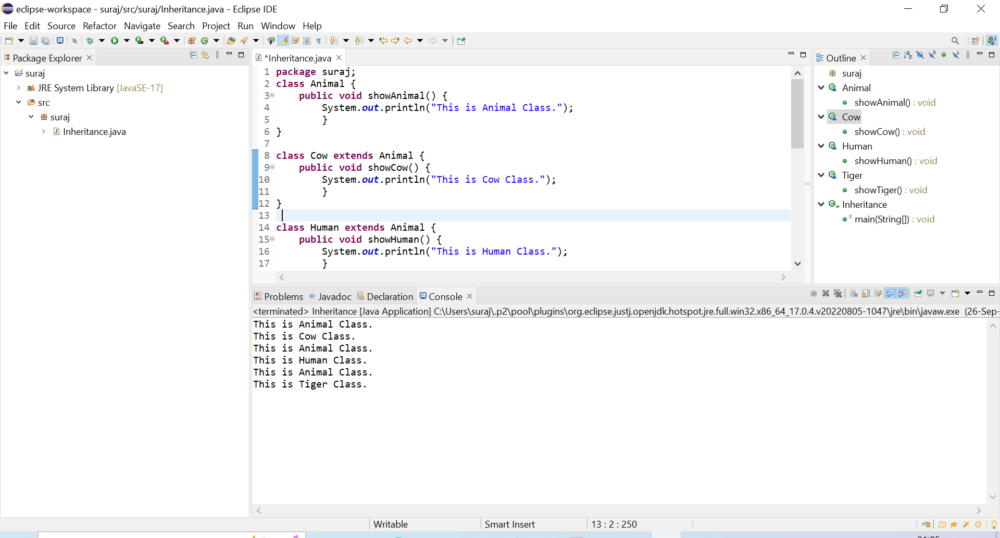 eclipse-workspace - suraj/src/suraj/Inheritance.java - Eclipse IDE
File Edit Source Refactor Navigate Search Project Run Window Help
Package Explorer
suraj
JRE System Library [JavaSE-17]
src
suraj
Inheritance.java
*Inheritance.java
1 package suraj;
2 class Animal {
3 public void showAnimal() {
4 System.out.println("This is Animal Class.");
5 }
6 }
7
8 class Cow extends Animal {
9 public void showCow() {
10 System.out.println("This is Cow Class.");
11 }
12 }
13
14 class Human extends Animal {
15 public void showHuman() {
16 System.out.println("This is Human Class.");
17 }
Outline
suraj
Animal
showAnimal() : void
Cow
showCow() : void
Human
showHuman() : void
Tiger
showTiger() : void
Inheritance
main(String[]) : void
Problems @ Javadoc Declaration Console
<terminated> Inheritance [Java Application] C:\Users\suraj\.p2\pool\plugins\org.eclipse.justj.openjdk.hotspot.jre.full.win32.x86_64_17.0.4.v20220805-1047\jre\bin\javaw.exe (26-Sep-
This is Animal Class.
This is Cow Class.
This is Animal Class.
This is Human Class.
This is Animal Class.
This is Tiger Class.
Writable
Smart Insert
13 : 2 : 250